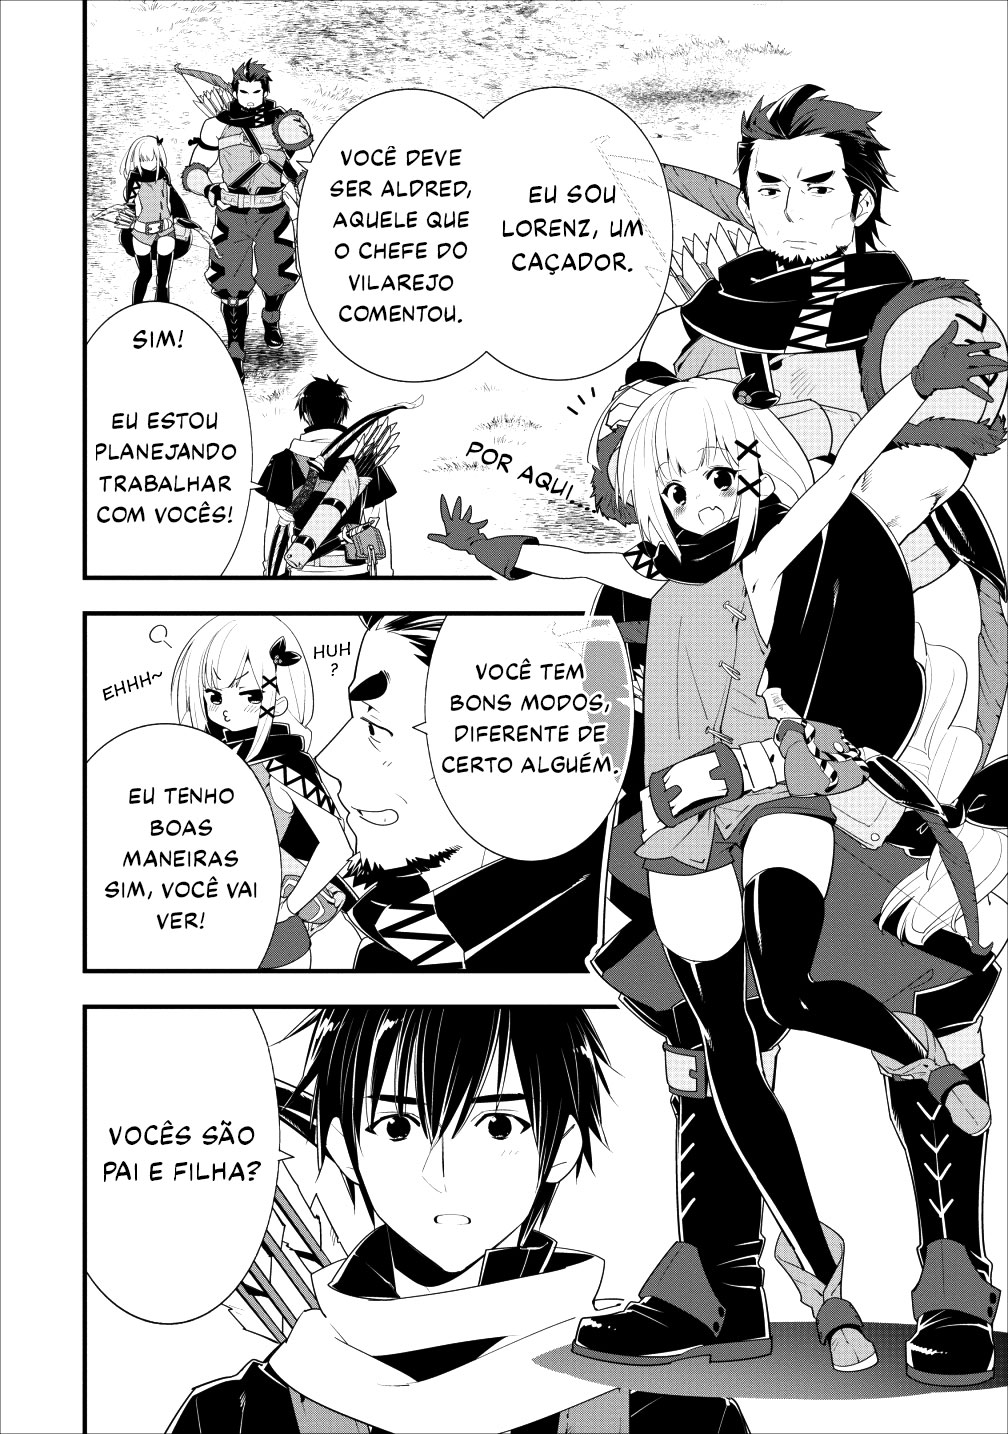 EU SOU
LORENZ, UM
CAÇADOR.
VOCÊ DEVE
SER ALDRED,
AQUELE QUE
O CHEFE DO
VILAREJO
COMENTOU.
SIM!
EU ESTOU
PLANEJANDO
TRABALHAR
COM VOCÊS!
POR AQUI...
VOCÊ TEM
BONS MODOS,
DIFERENTE DE
CERTO ALGUÉM.
HUH
?
EHHH~
EU TENHO
BOAS
MANEIRAS
SIM, VOCÊ VAI
VER!
VOCÊS SÃO
PAI E FILHA?